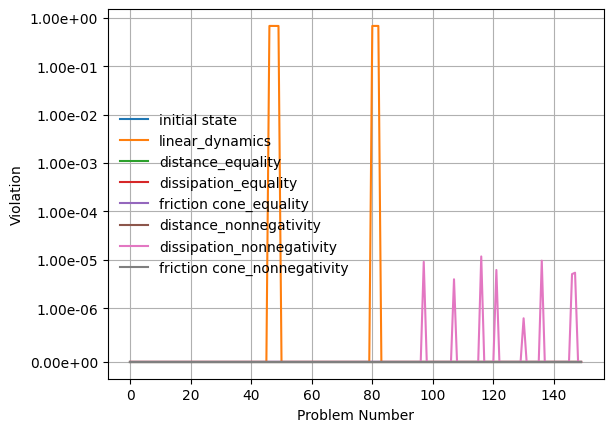 1.00e+00
1.00e-01
1.00e-02
1.00e-03
1.00e-04
1.00e-05
1.00e-06
0.00e+00
Violation
initial state
linear_dynamics
distance_equality
dissipation_equality
friction cone_equality
distance_nonnegativity
dissipation_nonnegativity
friction cone_nonnegativity
0 20 40 60 80 100 120 140
Problem Number